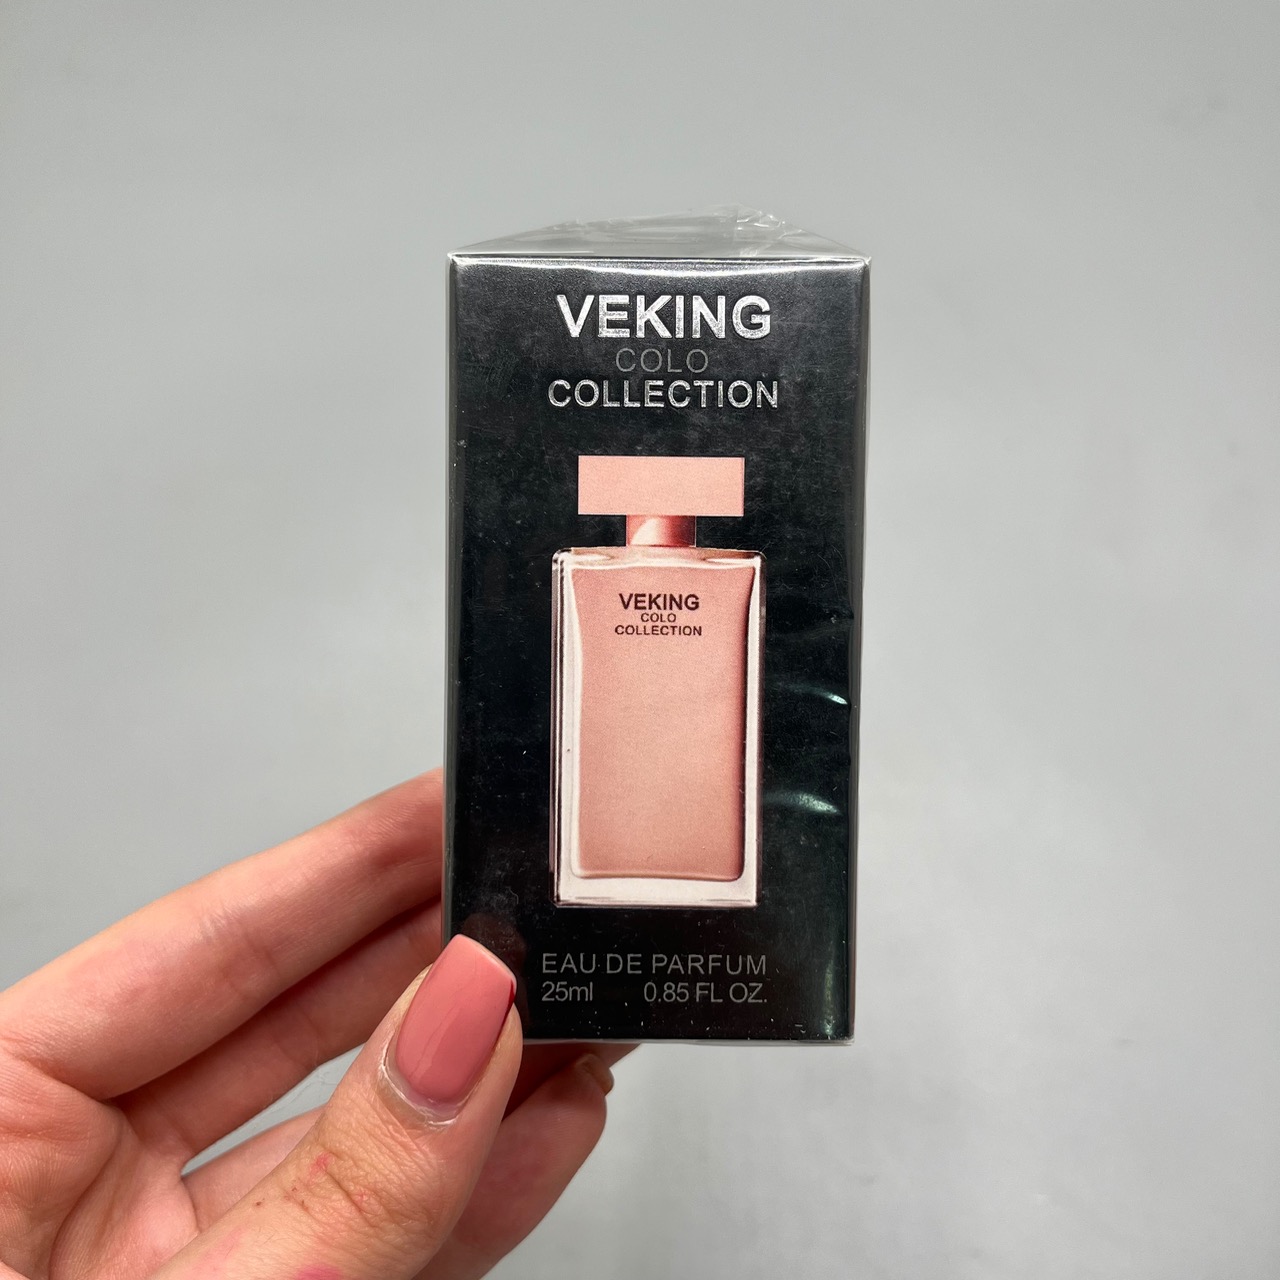 VEKING
COLO
COLLECTION
VEKING
COLO
COLLECTION
EAU DE PARFUM
25ml 0.85 FL OZ.